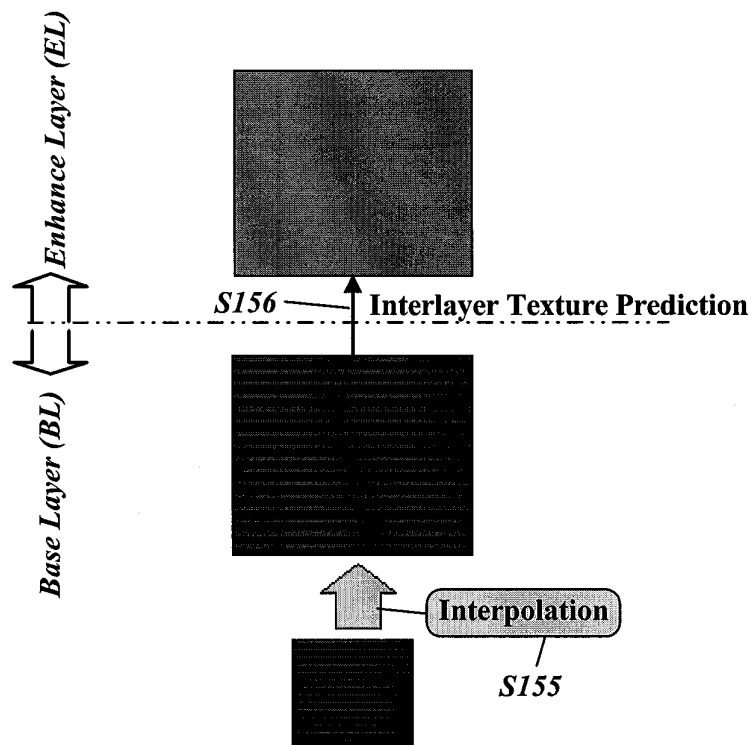 Enhance Layer (EL)
S156
Interlayer Texture Prediction
Base Layer (BL)
Interpolation
S155